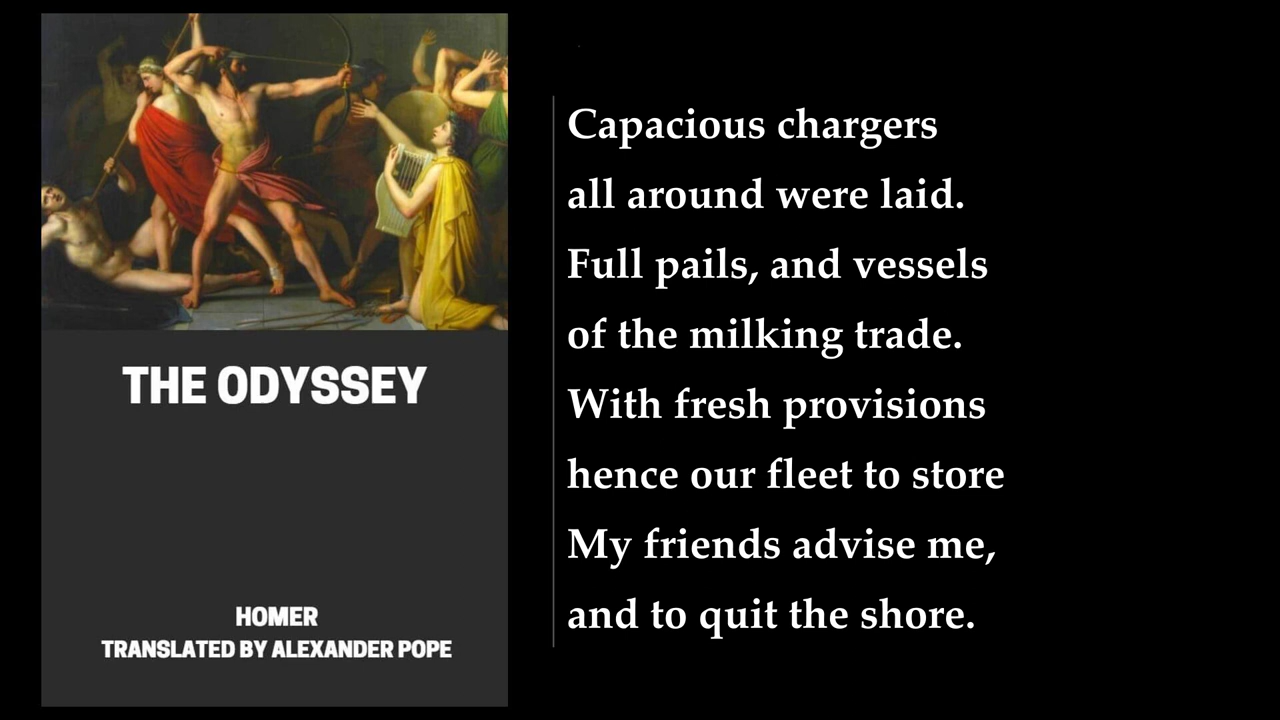 THE ODYSSEY
HOMER
TRANSLATED BY ALEXANDER POPE
Capacious chargers
all around were laid.
Full pails, and vessels
of the milking trade.
With fresh provisions
hence our fleet to store
My friends advise me,
and to quit the shore.